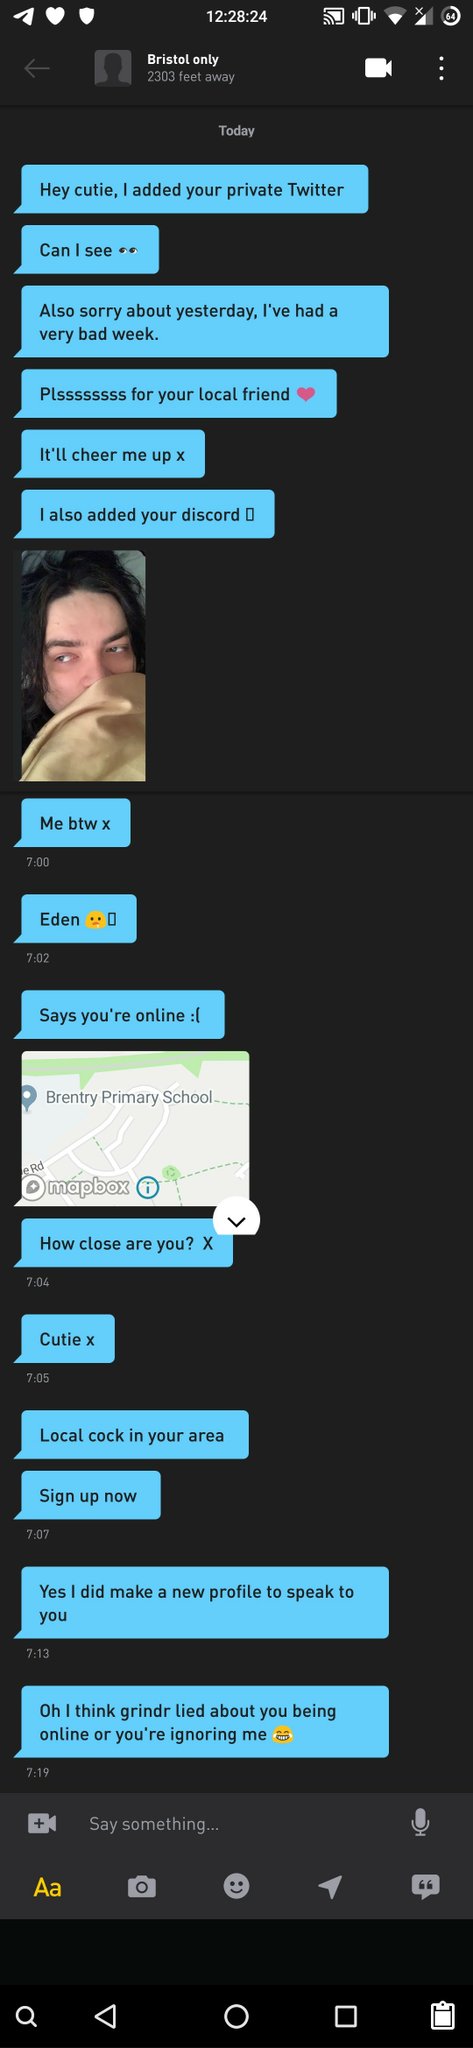 12:28:24
64
Bristol only
2303 feet away
Today
Hey cutie, I added your private Twitter
Can I see 👀
Also sorry about yesterday, I've had a
very bad week.
Plssssssss for your local friend ❤
It'll cheer me up x
I also added your discord
Me btw x
7:00
Eden
7:02
Says you're online :(
Brentry Primary School
e Rd
mapbox
How close are you? X
7:04
Cutie x
7:05
Local cock in your area
Sign up now
7:07
Yes I did make a new profile to speak to
you
7:13
Oh I think grindr lied about you being
online or you're ignoring me 😂
7:19
Say something...
Aa